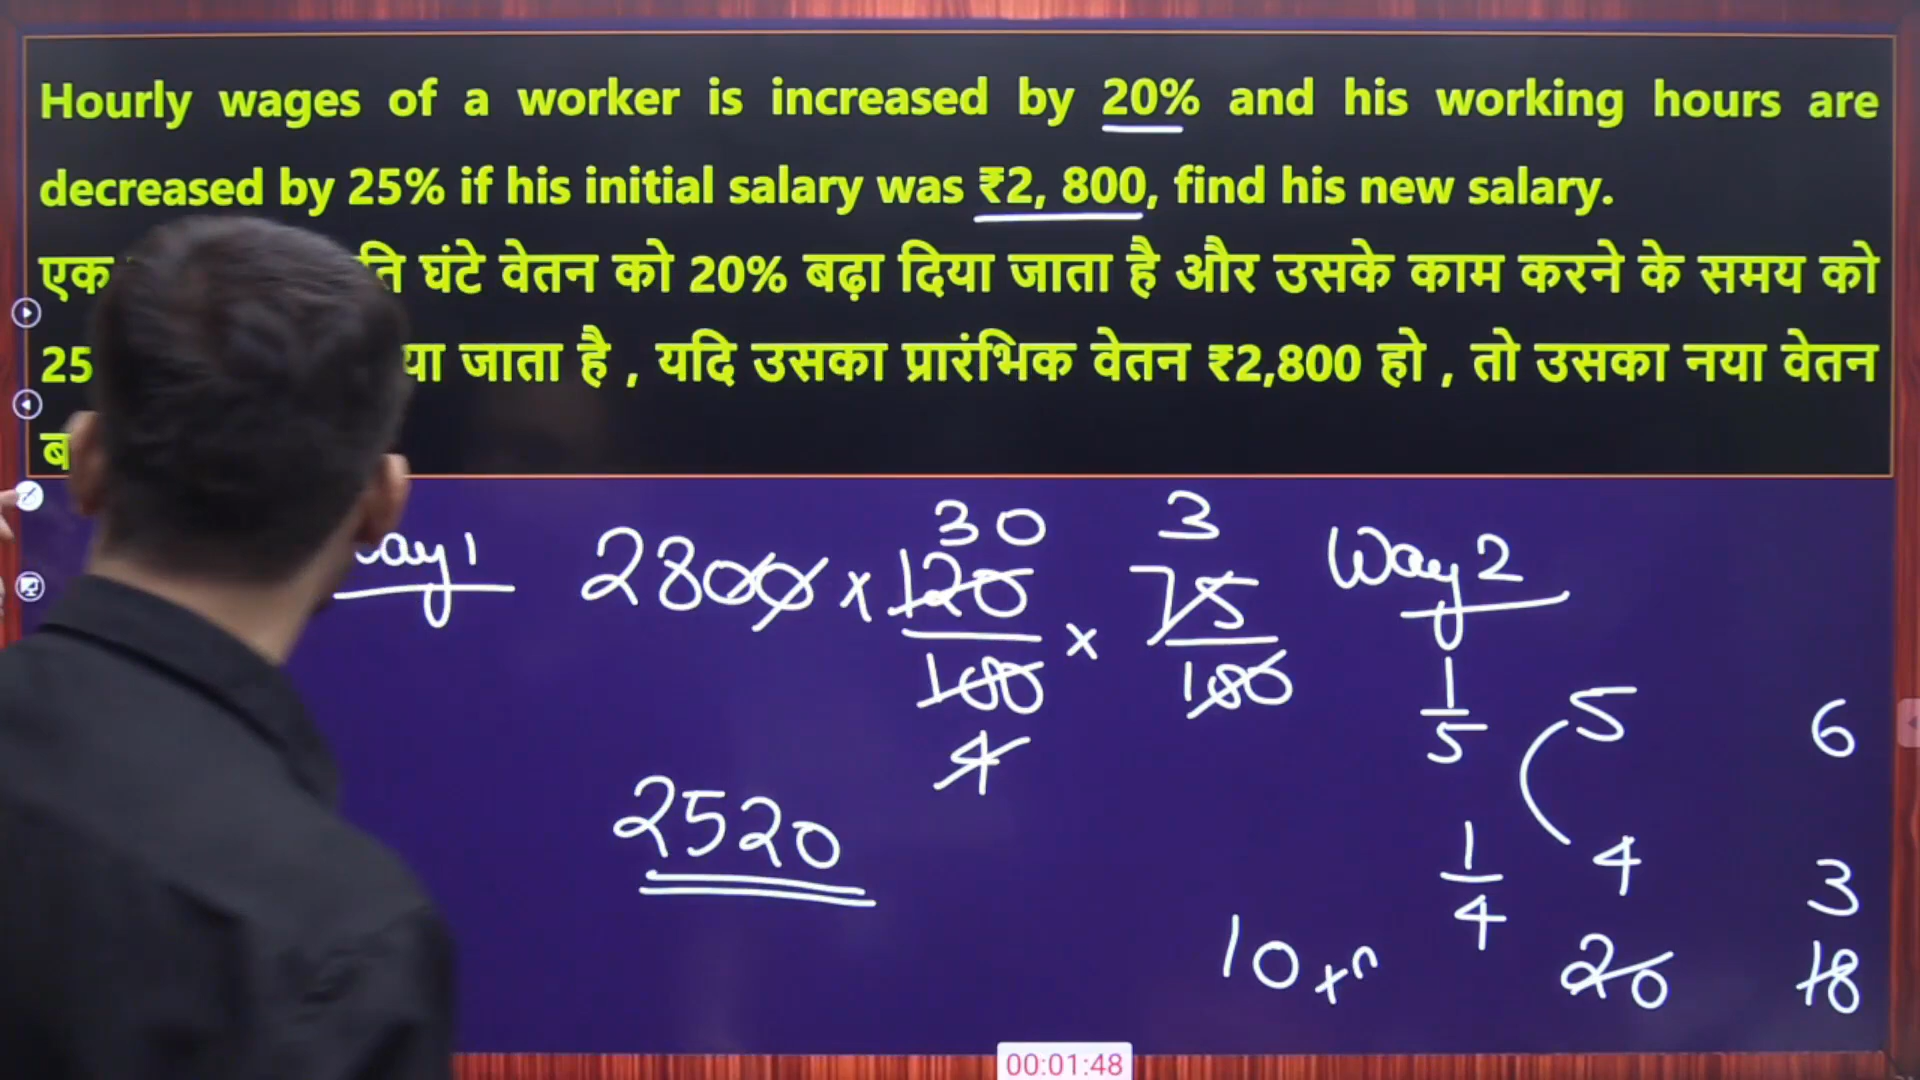 Hourly wages of a worker is increased by 20% and his working hours are
decreased by 25% if his initial salary was ₹2, 800, find his new salary.
एक घंटे वेतन को 20% बढ़ा दिया जाता है और उसके काम करने के समय को
25 जाता है , यदि उसका प्रारंभिक वेतन ₹2,800 हो , तो उसका नया वेतन
30 3
2800 x 120 x 75 Way 2
100 100
4
1 5 6
5
2520
1 4 3
4
10 20 18
00:01:48